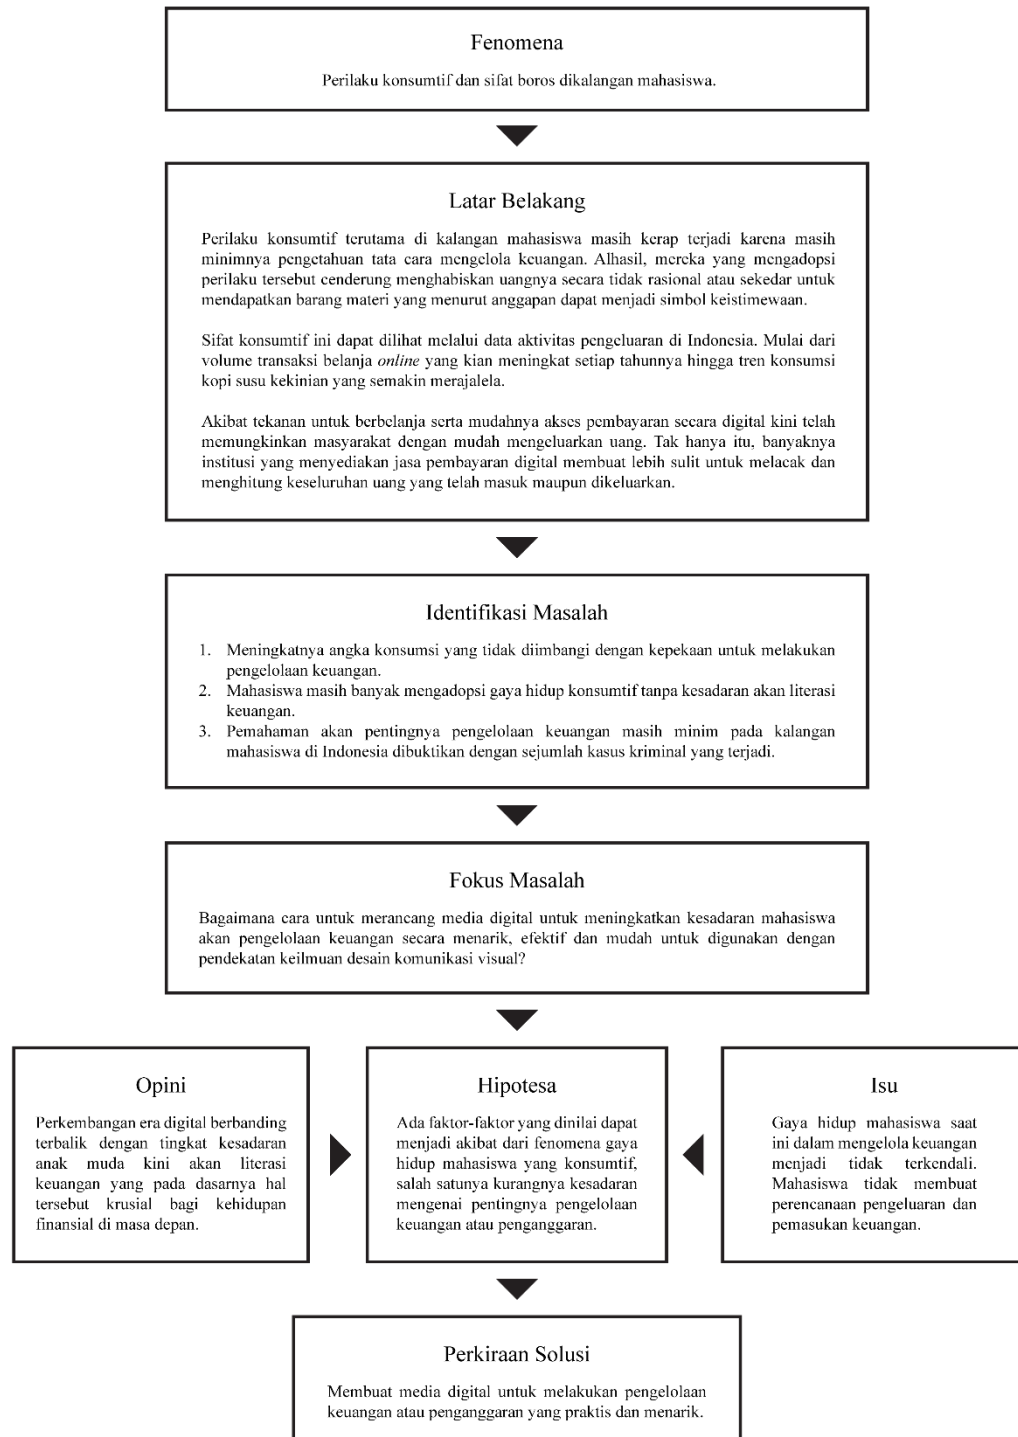 Fenomena
Perilaku konsumtif dan sifat boros dikalangan mahasiswa.
Latar Belakang
Perilaku konsumtif terutama di kalangan mahasiswa masih kerap terjadi karena masih
minimnya pengetahuan tata cara mengelola keuangan. Alhasil, mereka yang mengadopsi
perilaku tersebut cenderung menghabiskan uangnya secara tidak rasional atau sekedar untuk
mendapatkan barang materi yang menurut anggapan dapat menjadi simbol keistimewaan.
Sifat konsumtif ini dapat dilihat melalui data aktivitas pengeluaran di Indonesia. Mulai dari
volume transaksi belanja online yang kian meningkat setiap tahunnya hingga tren konsumsi
kopi susu kekinian yang semakin merajalela.
Akibat tekanan untuk berbelanja serta mudahnya akses pembayaran secara digital kini telah
memungkinkan masyarakat dengan mudah mengeluarkan uang. Tak hanya itu, banyaknya
institusi yang menyediakan jasa pembayaran digital membuat lebih sulit untuk melacak dan
menghitung keseluruhan uang yang telah masuk maupun dikeluarkan.
Identifikasi Masalah
1. Meningkatnya angka konsumsi yang tidak diimbangi dengan kepekaan untuk melakukan
pengelolaan keuangan.
2. Mahasiswa masih banyak mengadopsi gaya hidup konsumtif tanpa kesadaran akan literasi
keuangan.
3. Pemahaman akan pentingnya pengelolaan keuangan masih minim pada kalangan
mahasiswa di Indonesia dibuktikan dengan sejumlah kasus kriminal yang terjadi.
Fokus Masalah
Bagaimana cara untuk merancang media digital untuk meningkatkan kesadaran mahasiswa
akan pengelolaan keuangan secara menarik, efektif dan mudah untuk digunakan dengan
pendekatan keilmuan desain komunikasi visual?
Opini
Perkembangan era digital berbanding
terbalik dengan tingkat kesadaran
anak muda kini akan literasi
keuangan yang pada dasarnya hal
tersebut krusial bagi kehidupan
finansial di masa depan.
Hipotesa
Ada faktor-faktor yang dinilai dapat
menjadi akibat dari fenomena gaya
hidup mahasiswa yang konsumtif,
salah satunya kurangnya kesadaran
mengenai pentingnya pengelolaan
keuangan atau penganggaran.
Isu
Gaya hidup mahasiswa saat
ini dalam mengelola keuangan
menjadi tidak terkendali.
Mahasiswa tidak membuat
perencanaan pengeluaran dan
pemasukan keuangan.
Perkiraan Solusi
Membuat media digital untuk melakukan pengelolaan
keuangan atau penganggaran yang praktis dan menarik.